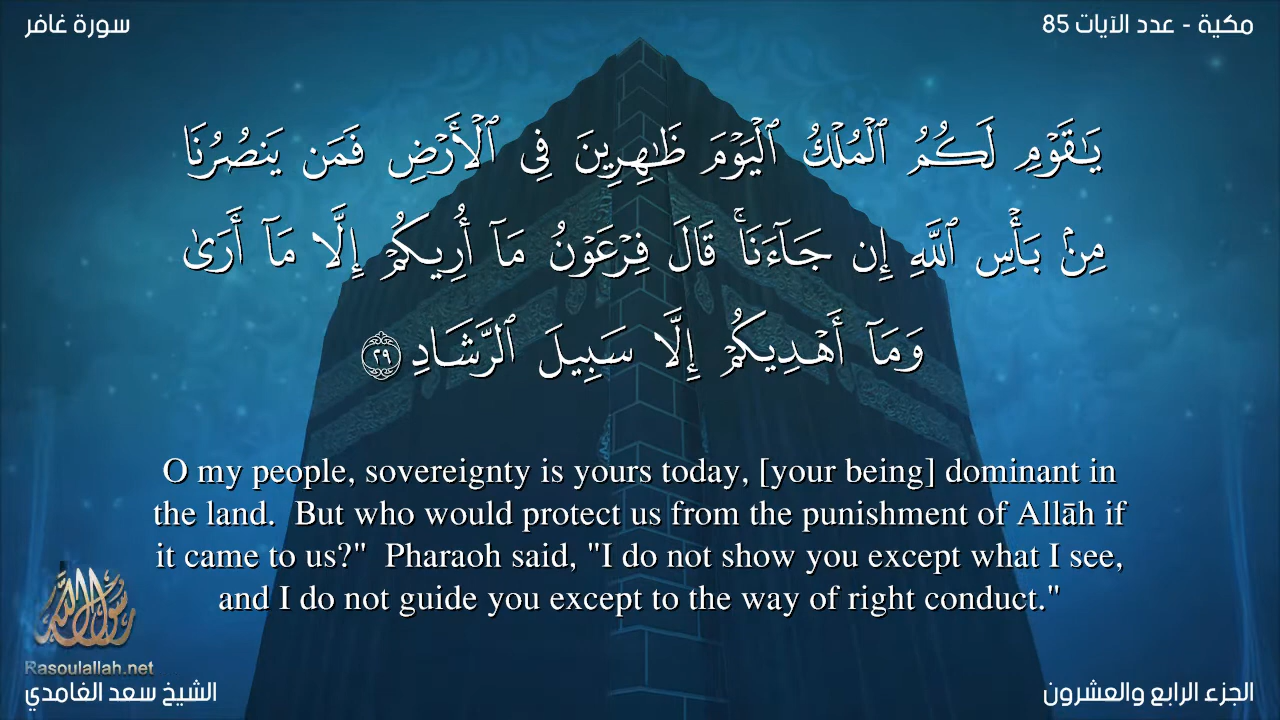 سورة غافر
مكية - عدد الآيات 85
يَـٰقَوْمِ لَكُمُ ٱلْمُلْكُ ٱلْيَوْمَ ظَـٰهِرِينَ فِى ٱلْأَرْضِ فَمَن يَنصُرُنَا
مِنۢ بَأْسِ ٱللَّهِ إِن جَآءَنَا ۚ قَالَ فِرْعَوْنُ مَآ أُرِيكُمْ إِلَّا مَآ أَرَىٰ
وَمَآ أَهْدِيكُمْ إِلَّا سَبِيلَ ٱلرَّشَادِ ٢٩
O my people, sovereignty is yours today, [your being] dominant in
the land.  But who would protect us from the punishment of Allāh if
it came to us?"  Pharaoh said, "I do not show you except what I see,
and I do not guide you except to the way of right conduct."
رسول الله
Rasoulallah.net
الشيخ سعد الغامدي
الجزء الرابع والعشرون